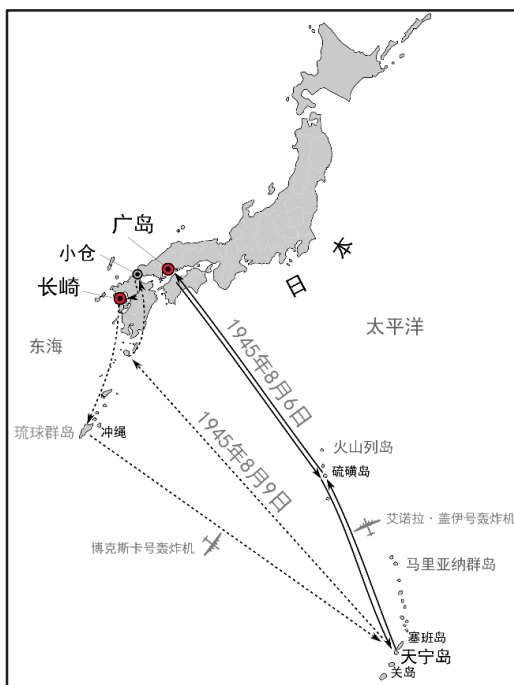 广岛
小仓
长崎
日本
太平洋
东海
1945年8月6日
1945年8月9日
琉球群岛
冲绳
火山列岛
硫磺岛
艾诺拉·盖伊号轰炸机
博克斯卡号轰炸机
马里亚纳群岛
塞班岛
天宁岛
关岛